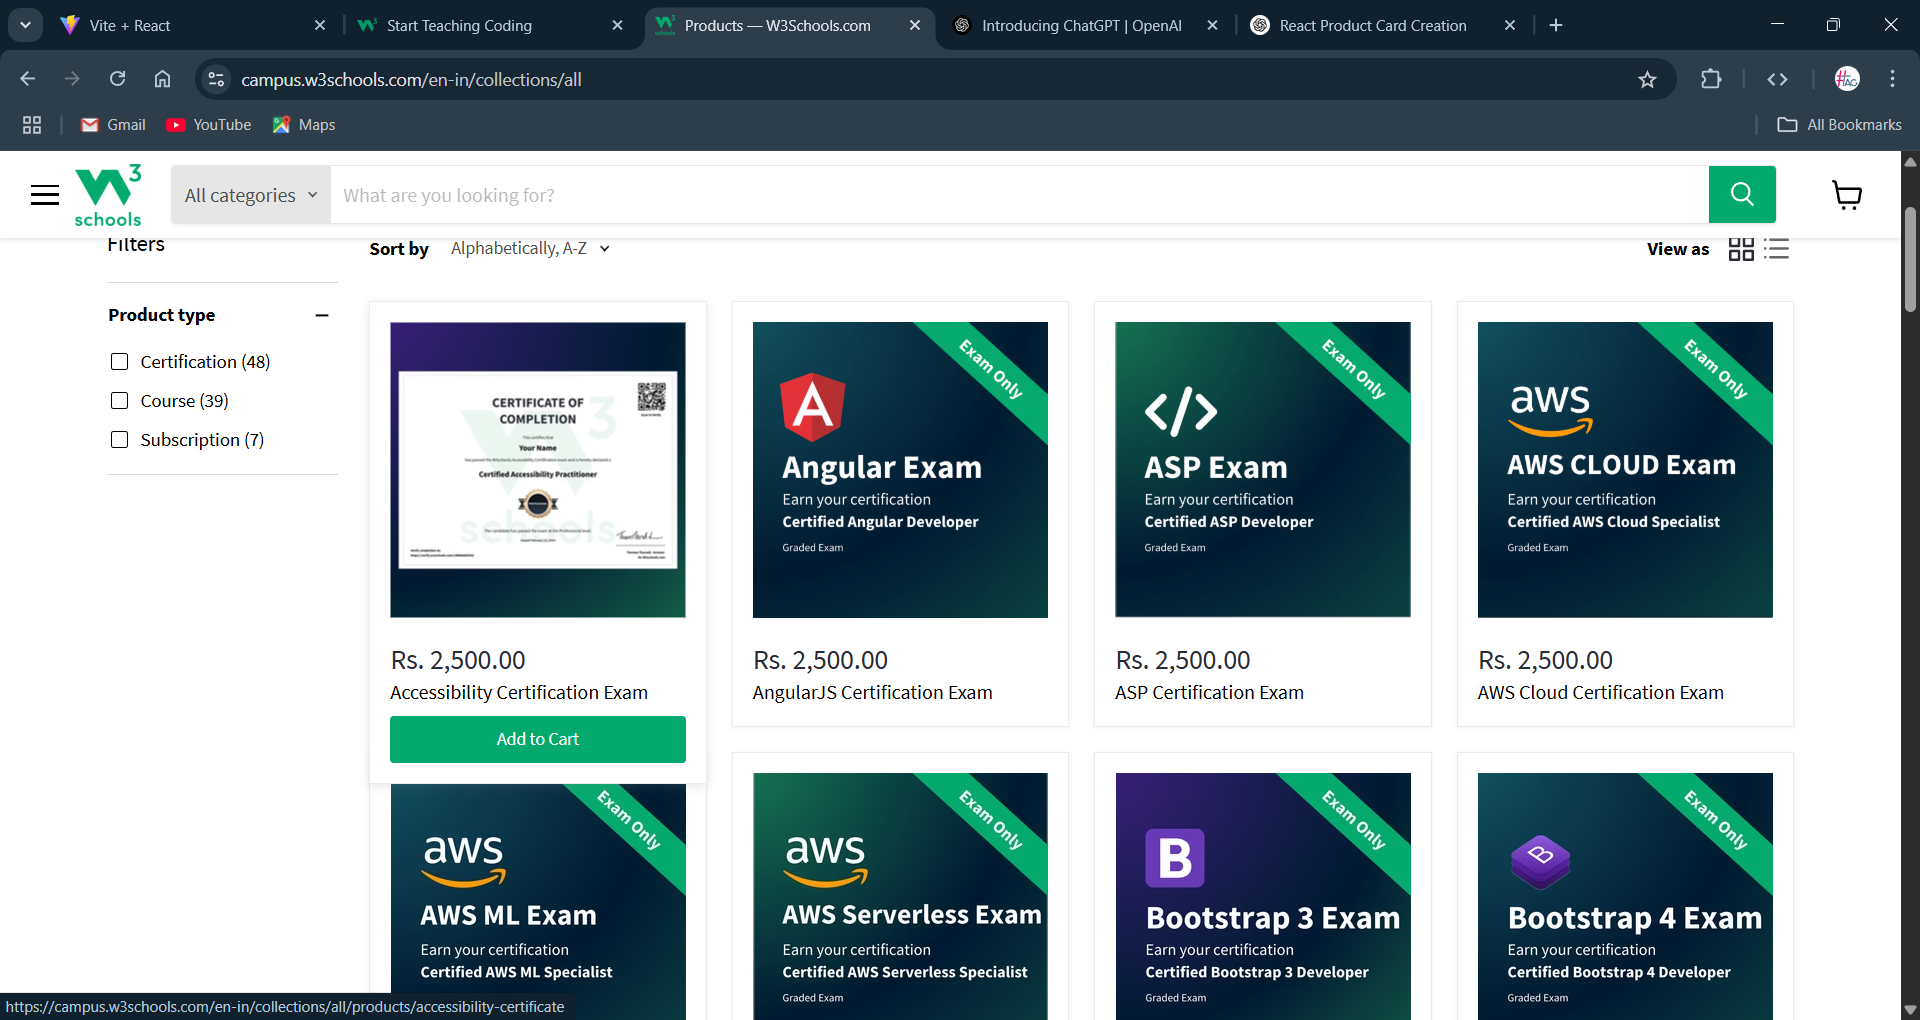 Vite + React
Start Teaching Coding
Products — W3Schools.com
Introducing ChatGPT | OpenAI
React Product Card Creation
campus.w3schools.com/en-in/collections/all
Gmail
YouTube
Maps
All Bookmarks
W3 schools
All categories
What are you looking for?
Filters
Sort by
Alphabetically, A-Z
View as
Product type
Certification (48)
Course (39)
Subscription (7)
CERTIFICATE OF
COMPLETION
This certifies that
Your Name
Certified Accessibility Practitioner
schools
Rs. 2,500.00
Accessibility Certification Exam
Add to Cart
Exam Only
Angular Exam
Earn your certification
Certified Angular Developer
Graded Exam
Rs. 2,500.00
AngularJS Certification Exam
Exam Only
ASP Exam
Earn your certification
Certified ASP Developer
Graded Exam
Rs. 2,500.00
ASP Certification Exam
Exam Only
aws
AWS CLOUD Exam
Earn your certification
Certified AWS Cloud Specialist
Graded Exam
Rs. 2,500.00
AWS Cloud Certification Exam
Exam Only
aws
AWS ML Exam
Earn your certification
Certified AWS ML Specialist
Exam Only
aws
AWS Serverless Exam
Earn your certification
Certified AWS Serverless Specialist
Graded Exam
Exam Only
B
Bootstrap 3 Exam
Earn your certification
Certified Bootstrap 3 Developer
Graded Exam
Exam Only
B
Bootstrap 4 Exam
Earn your certification
Certified Bootstrap 4 Developer
Graded Exam
https://campus.w3schools.com/en-in/collections/all/products/accessibility-certificate